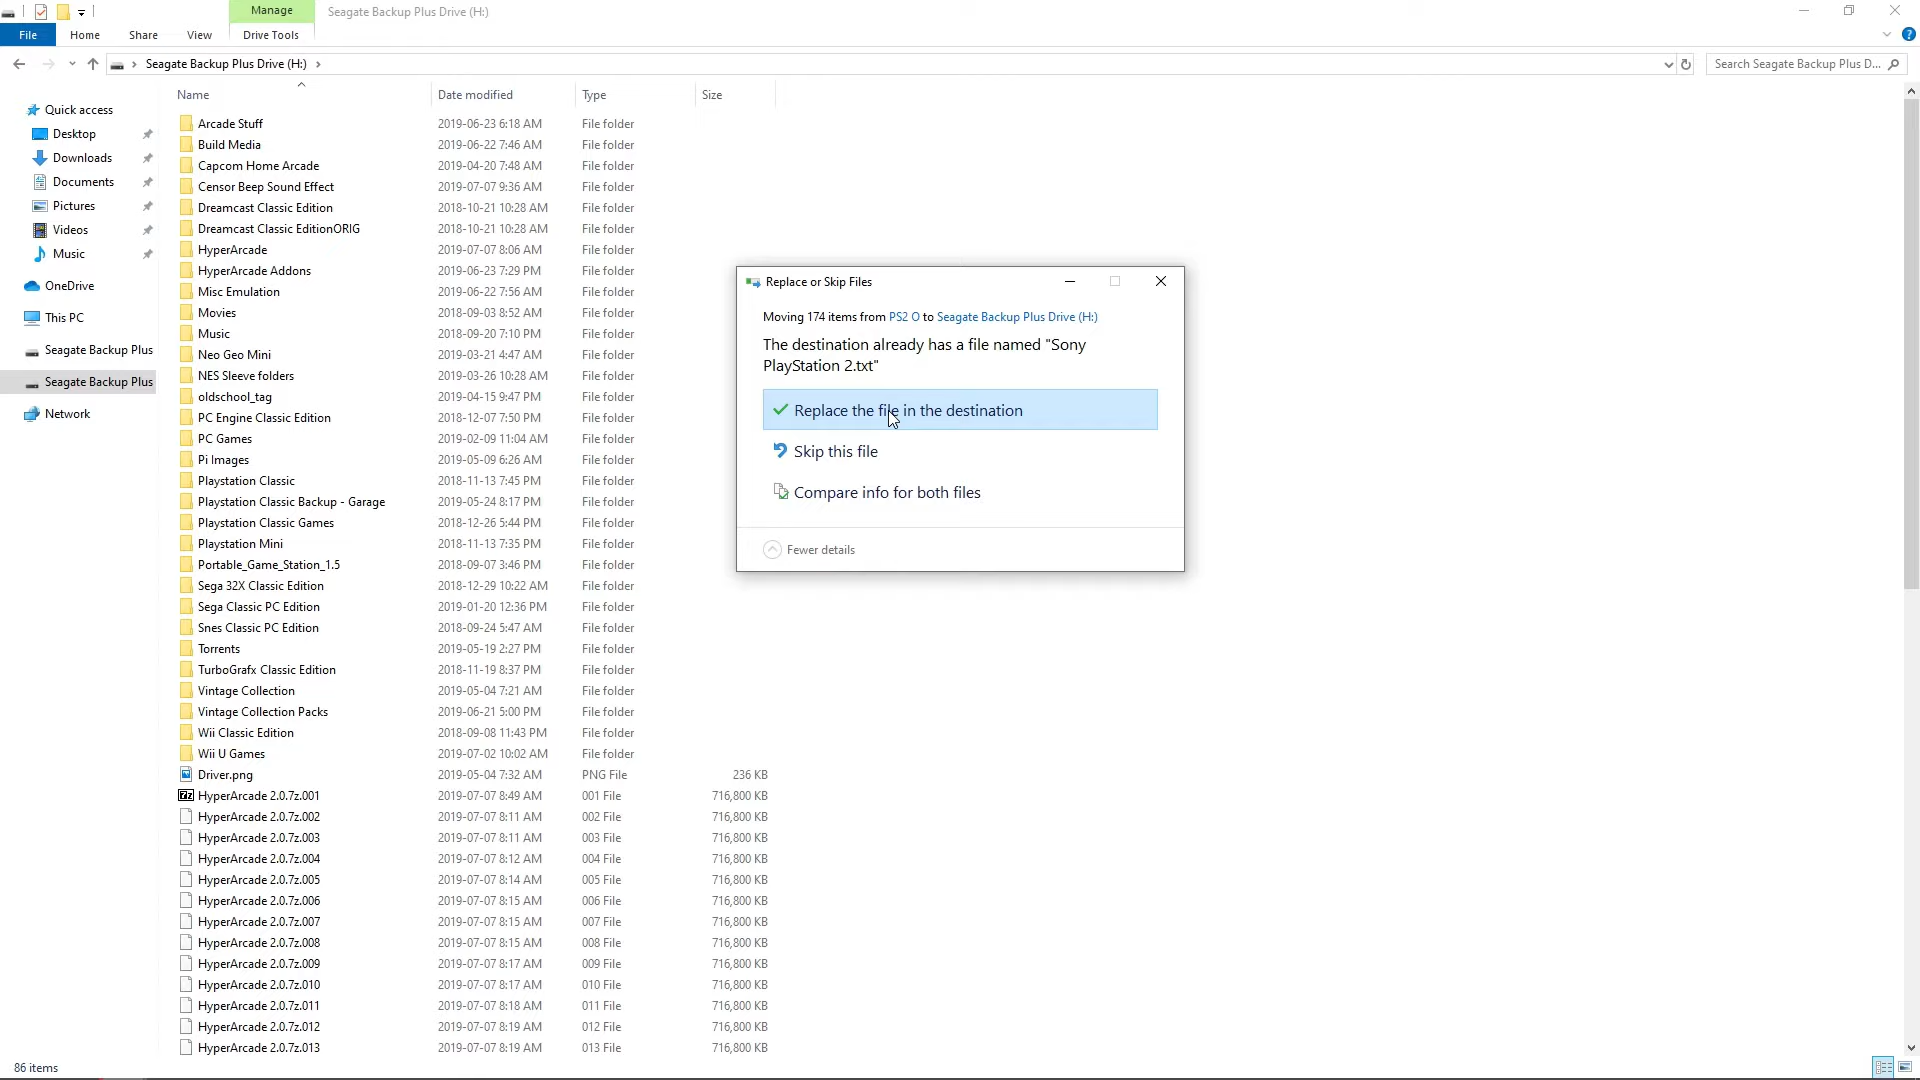 Manage
Seagate Backup Plus Drive (H:)
File
Home
Share
View
Drive Tools
Seagate Backup Plus Drive (H:)
Search Seagate Backup Plus D...
Name
Date modified
Type
Size
Quick access
Desktop
Downloads
Documents
Pictures
Videos
Music
OneDrive
This PC
Seagate Backup Plus
Seagate Backup Plus
Network
Arcade Stuff 2019-06-23 6:18 AM File folder
Build Media 2019-06-22 7:46 AM File folder
Capcom Home Arcade 2019-04-20 7:48 AM File folder
Censor Beep Sound Effect 2019-07-07 9:36 AM File folder
Dreamcast Classic Edition 2018-10-21 10:28 AM File folder
Dreamcast Classic EditionORIG 2018-10-21 10:28 AM File folder
HyperArcade 2019-07-07 8:06 AM File folder
HyperArcade Addons 2019-06-23 7:29 PM File folder
Misc Emulation 2019-06-22 7:56 AM File folder
Movies 2018-09-03 8:52 AM File folder
Music 2018-09-20 7:10 PM File folder
Neo Geo Mini 2019-03-21 4:47 AM File folder
NES Sleeve folders 2019-03-26 10:28 AM File folder
oldschool_tag 2019-04-15 9:47 PM File folder
PC Engine Classic Edition 2018-12-07 7:50 PM File folder
PC Games 2019-02-09 11:04 AM File folder
Pi Images 2019-05-09 6:26 AM File folder
Playstation Classic 2018-11-13 7:45 PM File folder
Playstation Classic Backup - Garage 2019-05-24 8:17 PM File folder
Playstation Classic Games 2018-12-26 5:44 PM File folder
Playstation Mini 2018-11-13 7:35 PM File folder
Portable_Game_Station_1.5 2018-09-07 3:46 PM File folder
Sega 32X Classic Edition 2018-12-29 10:22 AM File folder
Sega Classic PC Edition 2019-01-20 12:36 PM File folder
Snes Classic PC Edition 2018-09-24 5:47 AM File folder
Torrents 2019-05-19 2:27 PM File folder
TurboGrafx Classic Edition 2018-11-19 8:37 PM File folder
Vintage Collection 2019-05-04 7:21 AM File folder
Vintage Collection Packs 2019-06-21 5:00 PM File folder
Wii Classic Edition 2018-09-08 11:43 PM File folder
Wii U Games 2019-07-02 10:02 AM File folder
Driver.png 2019-05-04 7:32 AM PNG File 236 KB
HyperArcade 2.0.7z.001 2019-07-07 8:49 AM 001 File 716,800 KB
HyperArcade 2.0.7z.002 2019-07-07 8:11 AM 002 File 716,800 KB
HyperArcade 2.0.7z.003 2019-07-07 8:11 AM 003 File 716,800 KB
HyperArcade 2.0.7z.004 2019-07-07 8:12 AM 004 File 716,800 KB
HyperArcade 2.0.7z.005 2019-07-07 8:14 AM 005 File 716,800 KB
HyperArcade 2.0.7z.006 2019-07-07 8:15 AM 006 File 716,800 KB
HyperArcade 2.0.7z.007 2019-07-07 8:15 AM 007 File 716,800 KB
HyperArcade 2.0.7z.008 2019-07-07 8:15 AM 008 File 716,800 KB
HyperArcade 2.0.7z.009 2019-07-07 8:17 AM 009 File 716,800 KB
HyperArcade 2.0.7z.010 2019-07-07 8:17 AM 010 File 716,800 KB
HyperArcade 2.0.7z.011 2019-07-07 8:18 AM 011 File 716,800 KB
HyperArcade 2.0.7z.012 2019-07-07 8:19 AM 012 File 716,800 KB
HyperArcade 2.0.7z.013 2019-07-07 8:19 AM 013 File 716,800 KB
Replace or Skip Files
Moving 174 items from PS2 O to Seagate Backup Plus Drive (H:)
The destination already has a file named "Sony
PlayStation 2.txt"
Replace the file in the destination
Skip this file
Compare info for both files
Fewer details
86 items